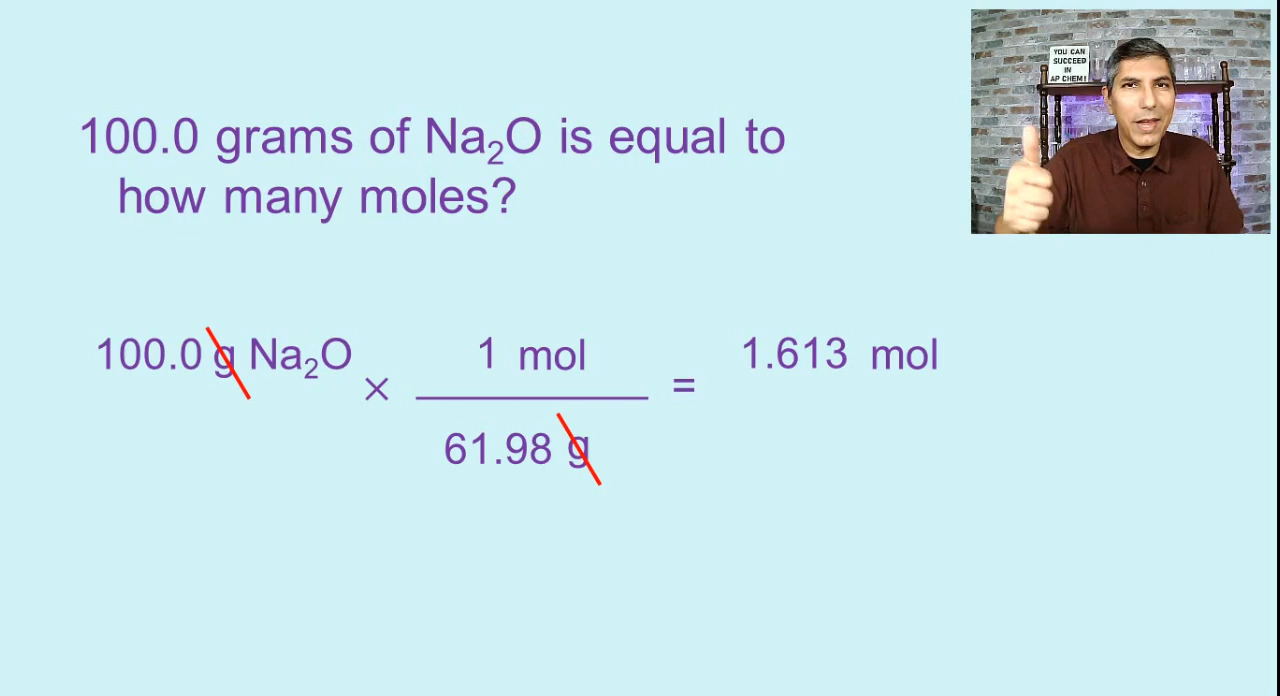 100.0 grams of Na₂O is equal to
how many moles?
100.0 g Na₂O × 1 mol / 61.98 g = 1.613 mol
YOU CAN
SUCCEED
IN
AP CHEM!